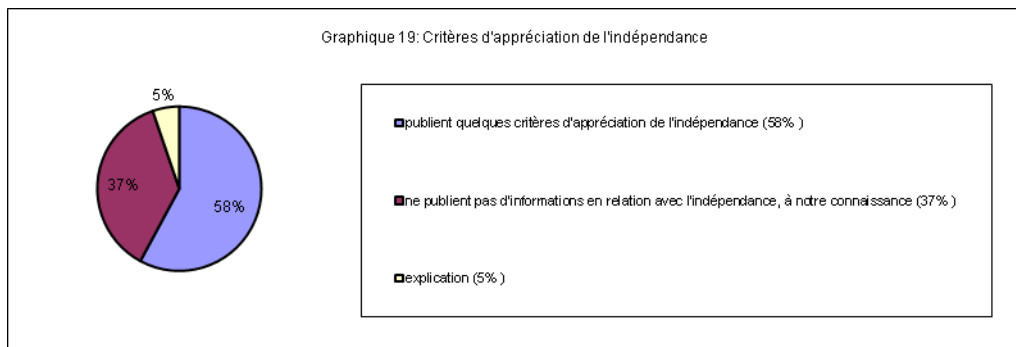 Graphique 19: Critères d'appréciation de l'indépendance
5%
37%
58%
publient quelques critères d'appréciation de l'indépendance (58% )
ne publient pas d'informations en relation avec l'indépendance, à notre connaissance (37% )
explication (5% )